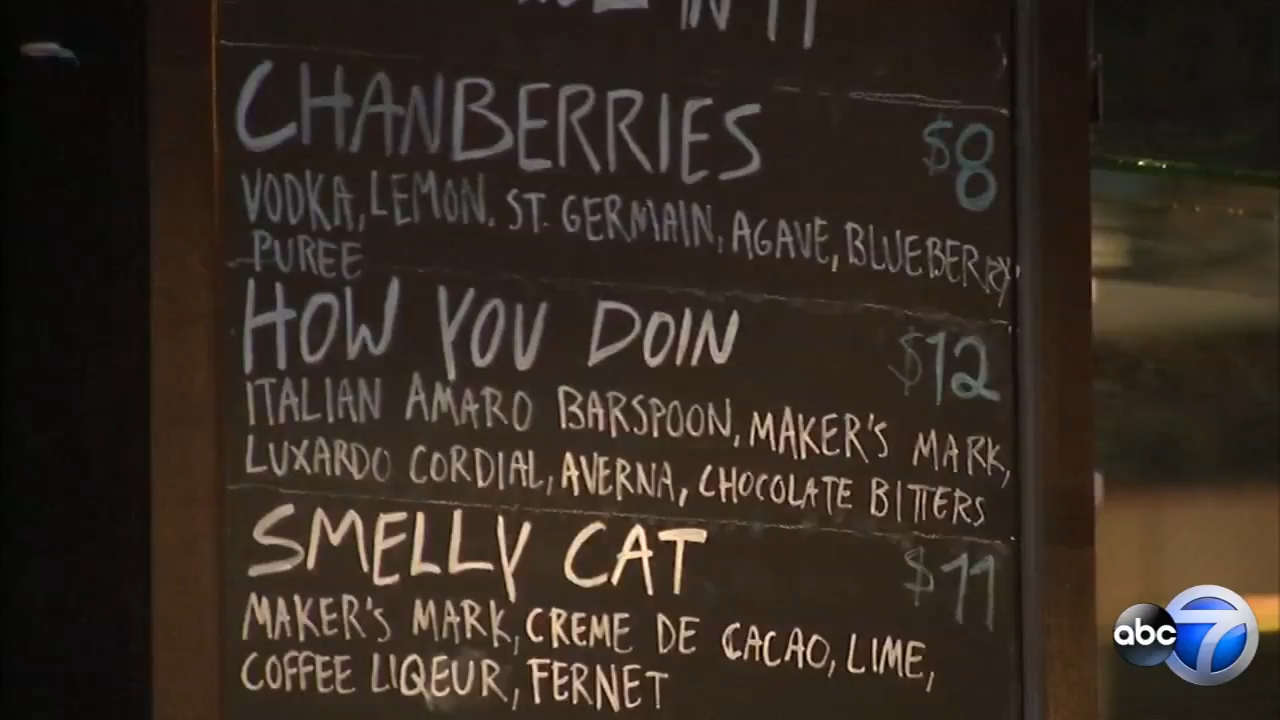 CHANBERRIES $8
VODKA, LEMON, ST. GERMAIN, AGAVE, BLUEBERRY
PUREE
HOW YOU DOIN $12
ITALIAN AMARO BARSPOON, MAKER'S MARK,
LUXARDO CORDIAL, AVERNA, CHOCOLATE BITTERS
SMELLY CAT $11
MAKER'S MARK, CREME DE CACAO, LIME,
COFFEE LIQEUR, FERNET
abc 7